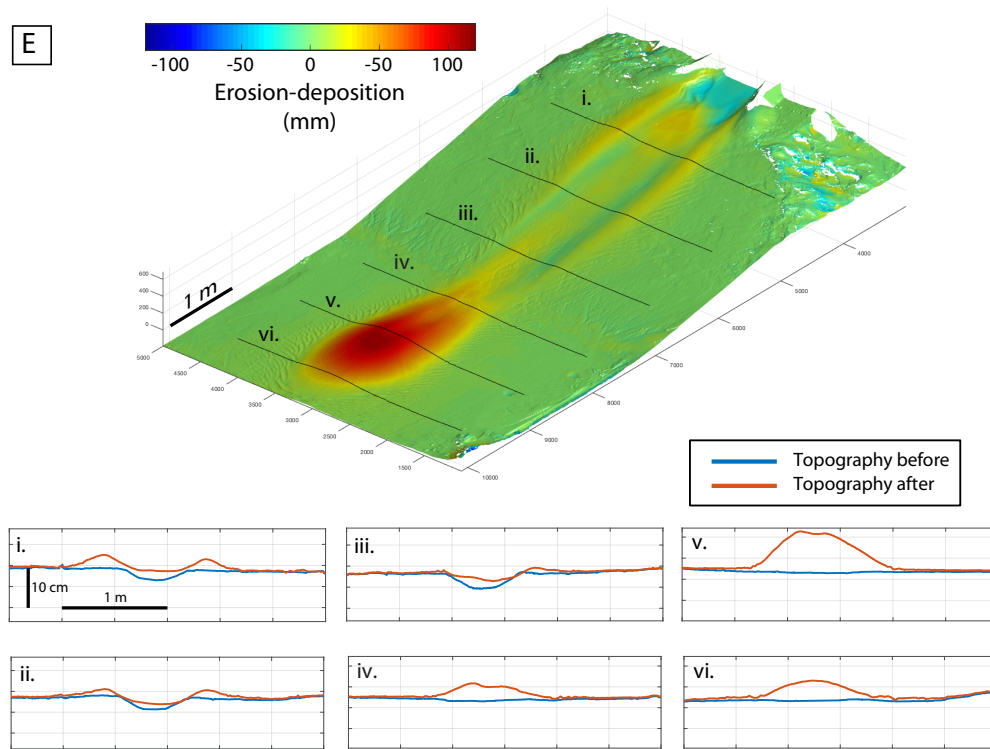 E
-100 -50 0 -50 100
Erosion-deposition
(mm)
i.
ii.
iii.
iv.
v.
vi.
1 m
600
400
200
0
5000
4500
4000
3500
3000
2500
2000
1500
10000
9000
8000
7000
6000
5000
4000
Topography before
Topography after
i.
10 cm
1 m
iii.
v.
ii.
iv.
vi.